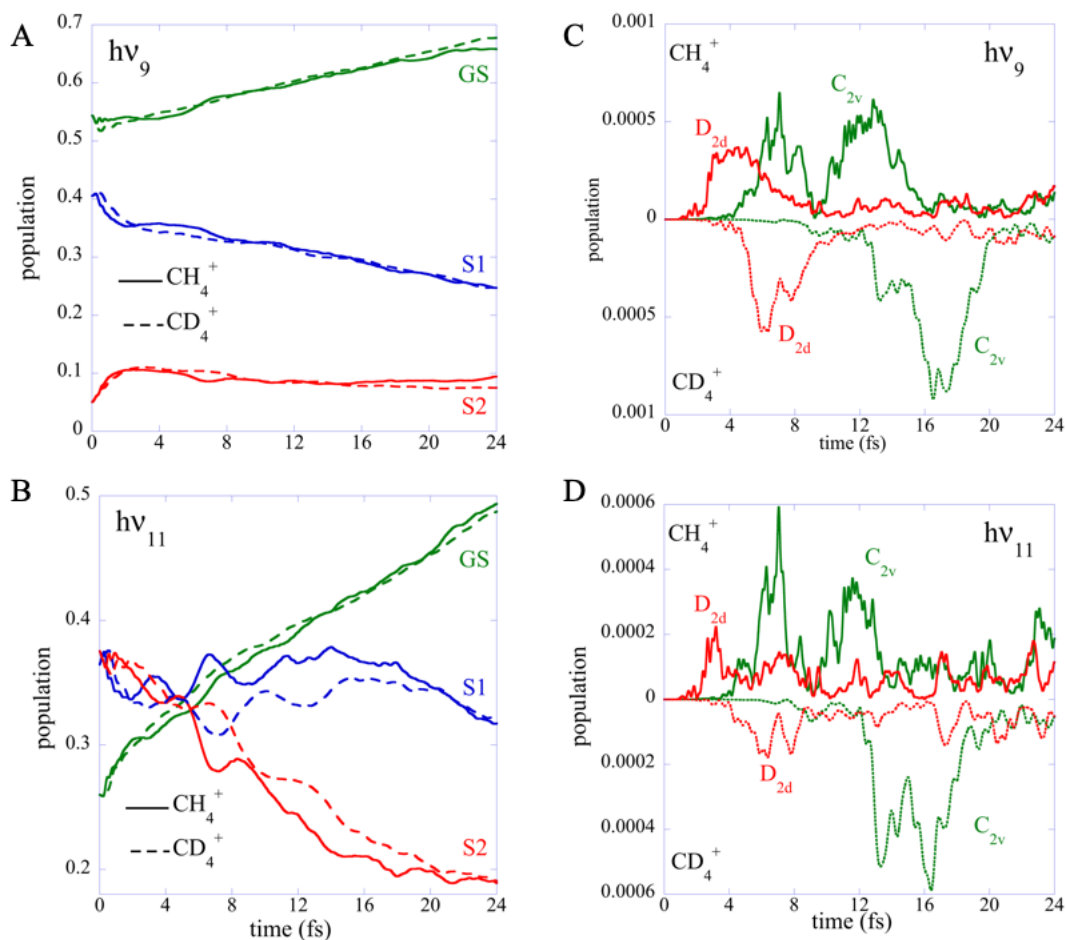 A
hν9
0.7
0.6
0.5
0.4
0.3
0.2
0.1
0
population
GS
S1
S2
CH4+
CD4+
0 4 8 12 16 20 24
C
CH4+
hν9
0.001
0.0005
0
0.0005
0.001
population
D2d
C2v
D2d
C2v
CD4+
0 4 8 12 16 20 24
time (fs)
B
hν11
0.5
0.4
0.3
0.2
population
GS
S1
S2
CH4+
CD4+
0 4 8 12 16 20 24
time (fs)
D
CH4+
hν11
0.0006
0.0004
0.0002
0
0.0002
0.0004
0.0006
population
D2d
C2v
D2d
C2v
CD4+
0 4 8 12 16 20 24
time (fs)